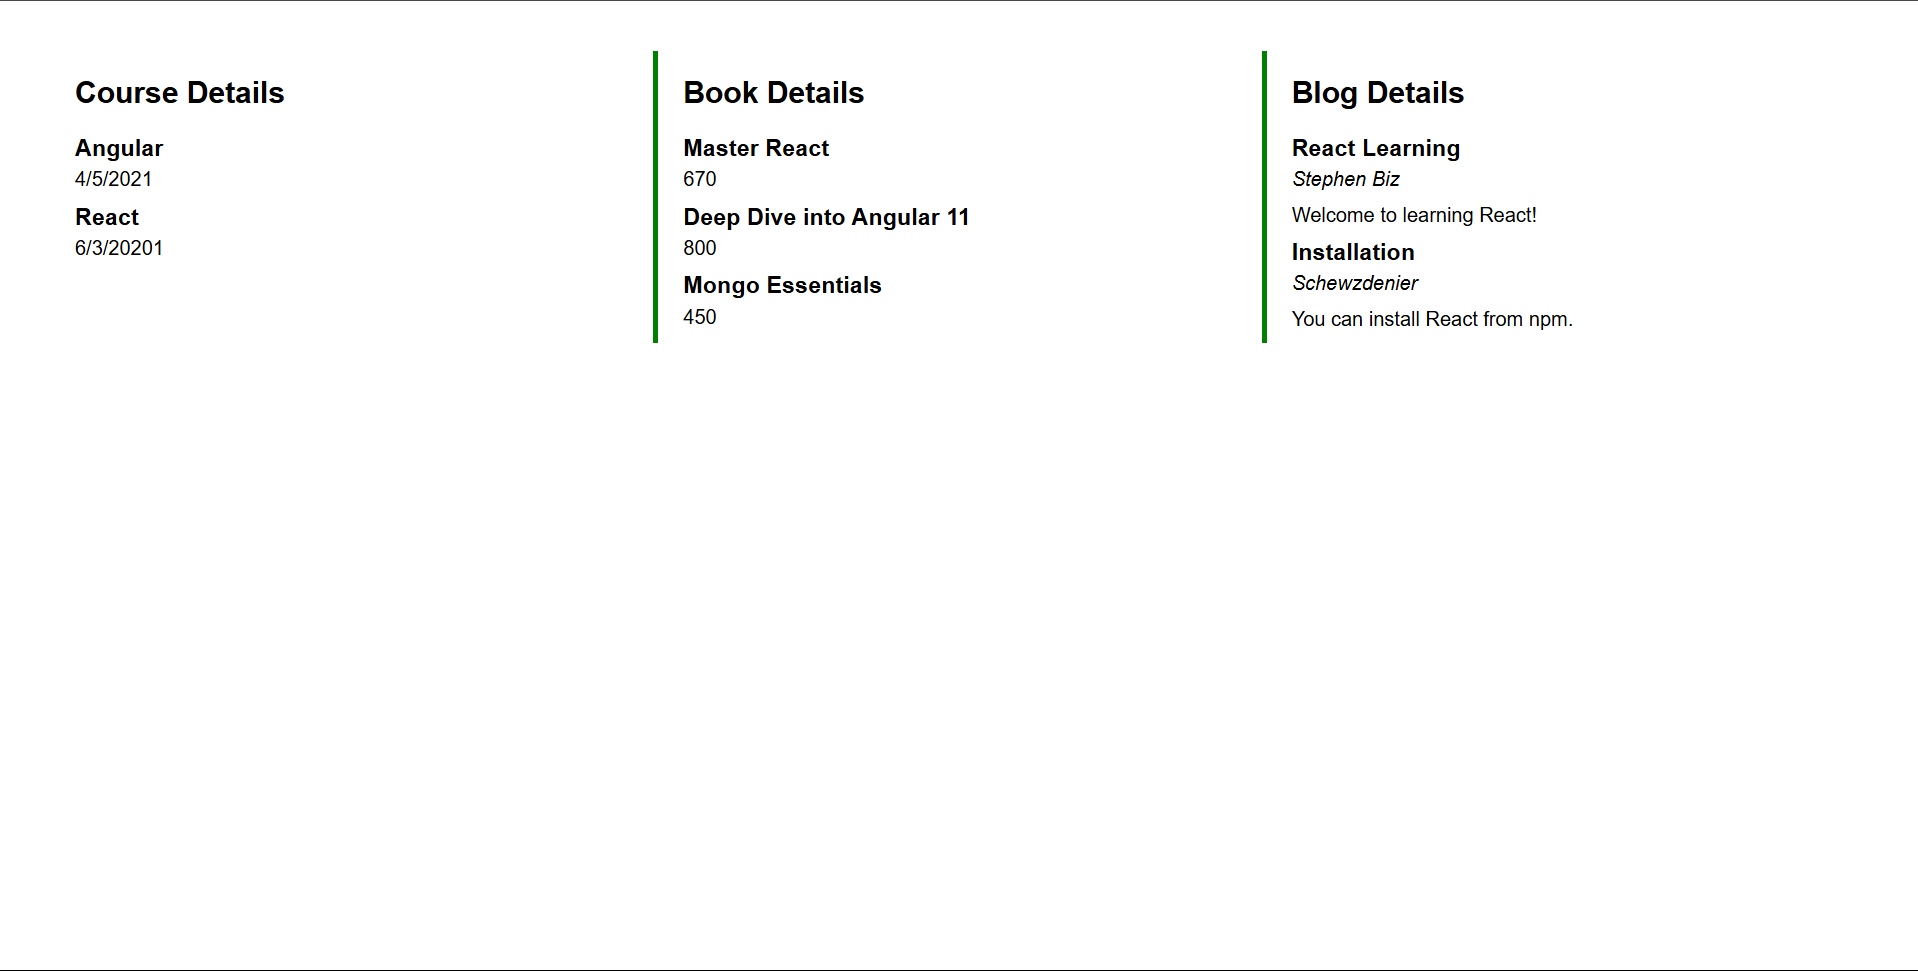 Course Details
Angular
4/5/2021
React
6/3/20201
Book Details
Master React
670
Deep Dive into Angular 11
800
Mongo Essentials
450
Blog Details
React Learning
Stephen Biz
Welcome to learning React!
Installation
Schewzdenier
You can install React from npm.